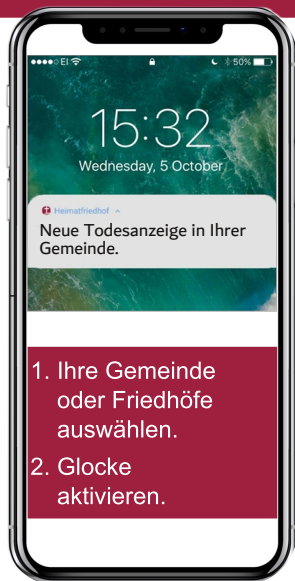 EI 50%
15:32
Wednesday, 5 October
Heimatfriedhof
Neue Todesanzeige in Ihrer
Gemeinde.
1. Ihre Gemeinde
oder Friedhöfe
auswählen.
2. Glocke
aktivieren.